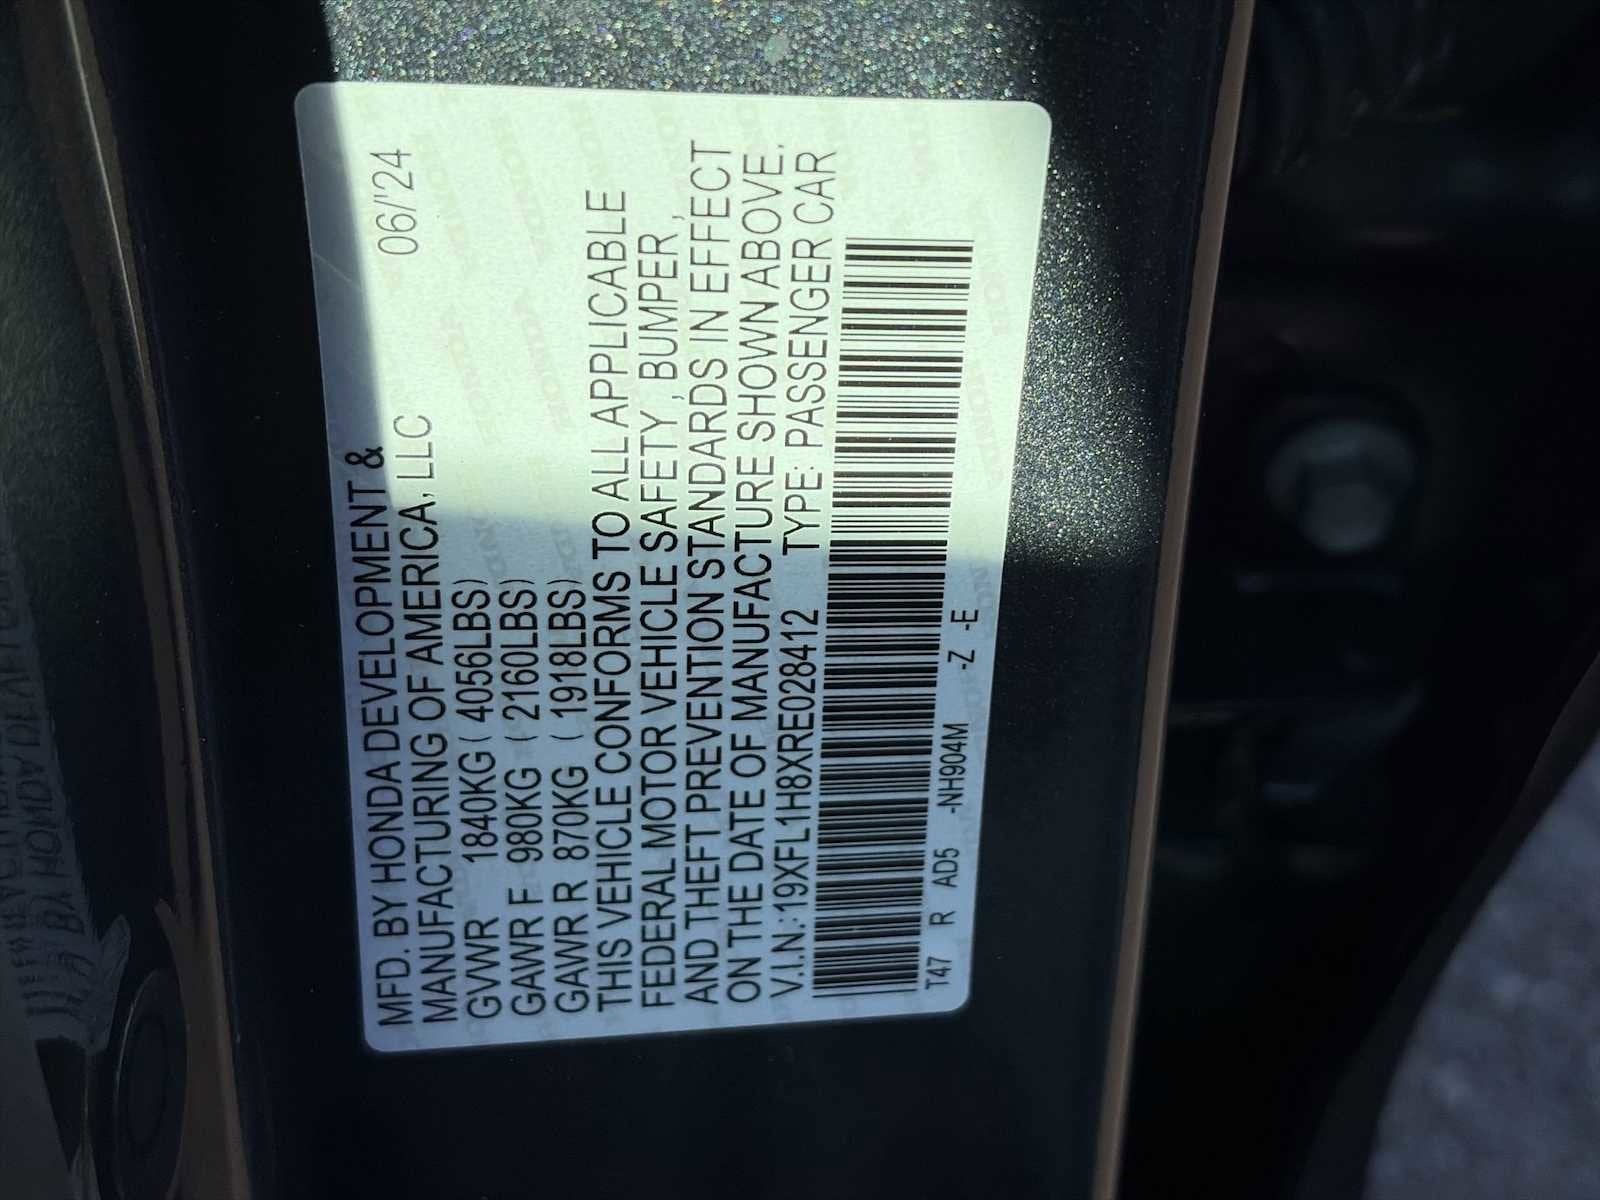 MFD. BY HONDA DEVELOPMENT &
MANUFACTURING OF AMERICA, LLC 06/'24
GVWR 1840KG ( 4056LBS)
GAWR F 980KG ( 2160LBS)
GAWR R 870KG ( 1918LBS)
THIS VEHICLE CONFORMS TO ALL APPLICABLE
FEDERAL MOTOR VEHICLE SAFETY , BUMPER ,
AND THEFT PREVENTION STANDARDS IN EFFECT
ON THE DATE OF MANUFACTURE SHOWN ABOVE.
V.I.N.:19XFL1H8XRE028412 TYPE: PASSENGER CAR
T47 R AD5 -NH904M -Z -E